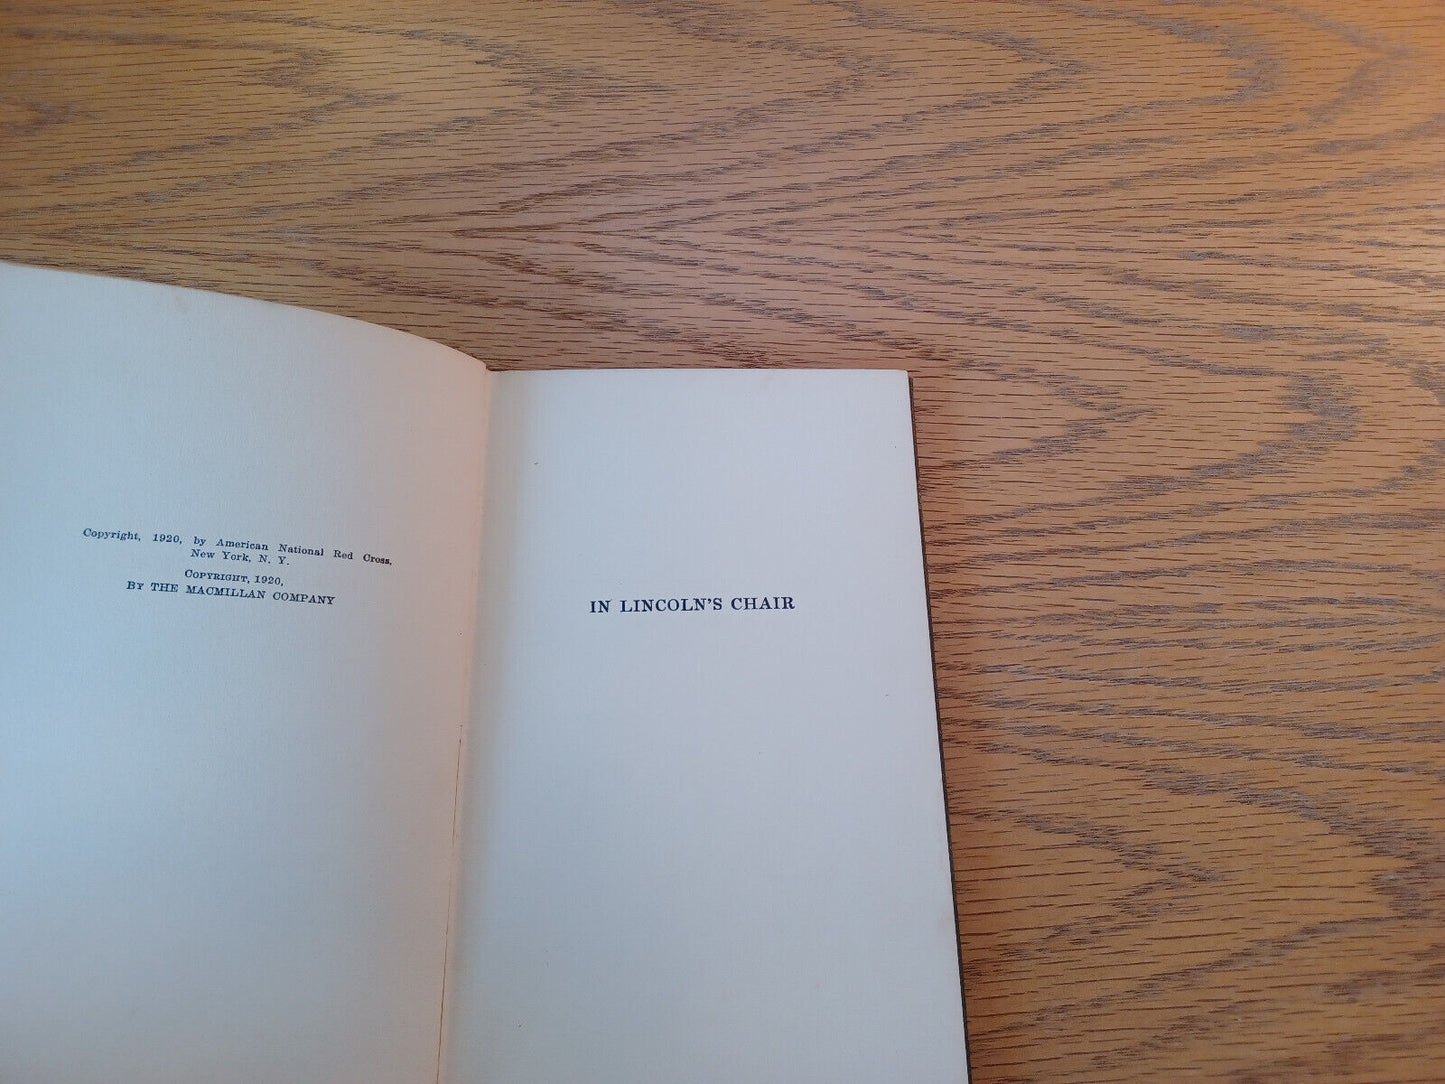 Copyright, 1920, by American National Red Cross,
New York, N. Y.
COPYRIGHT, 1920,
BY THE MACMILLAN COMPANY
IN LINCOLN'S CHAIR